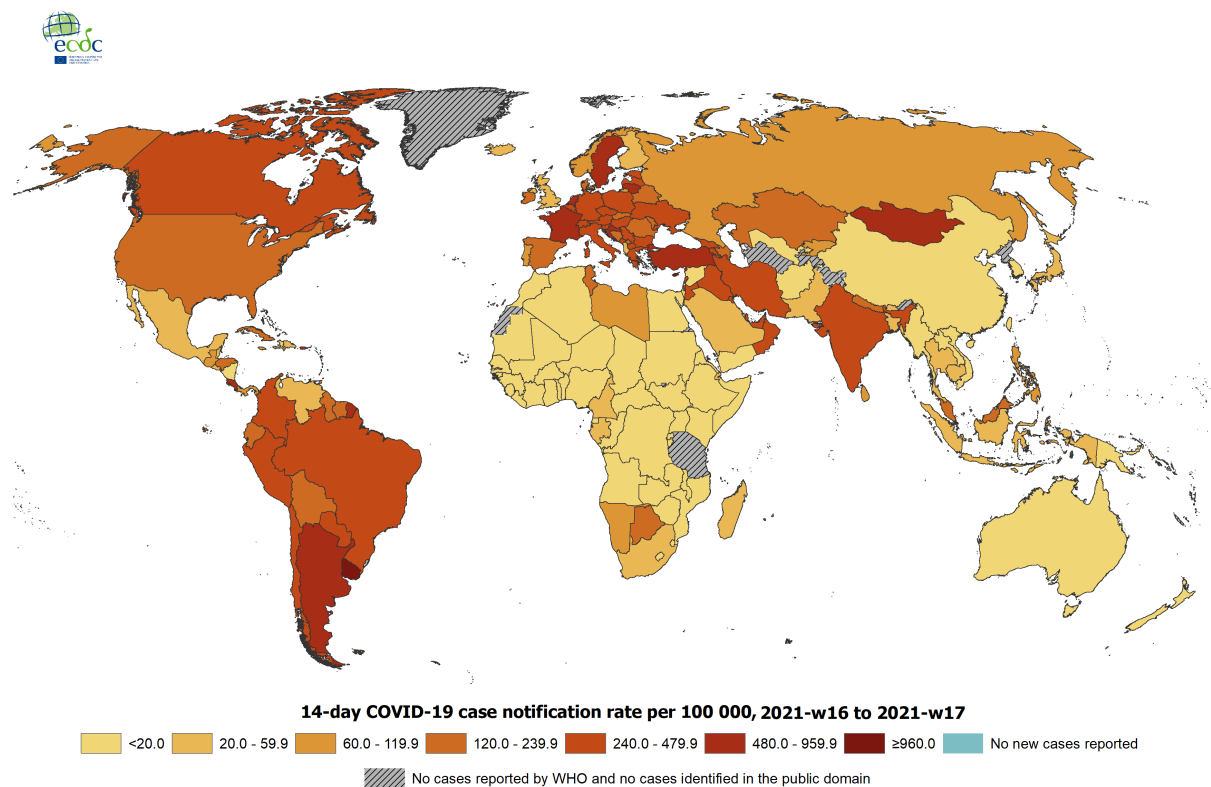 ecdc
14-day COVID-19 case notification rate per 100 000, 2021-w16 to 2021-w17
<20.0 20.0 - 59.9 60.0 - 119.9 120.0 - 239.9 240.0 - 479.9 480.0 - 959.9 ≥960.0 No new cases reported
No cases reported by WHO and no cases identified in the public domain